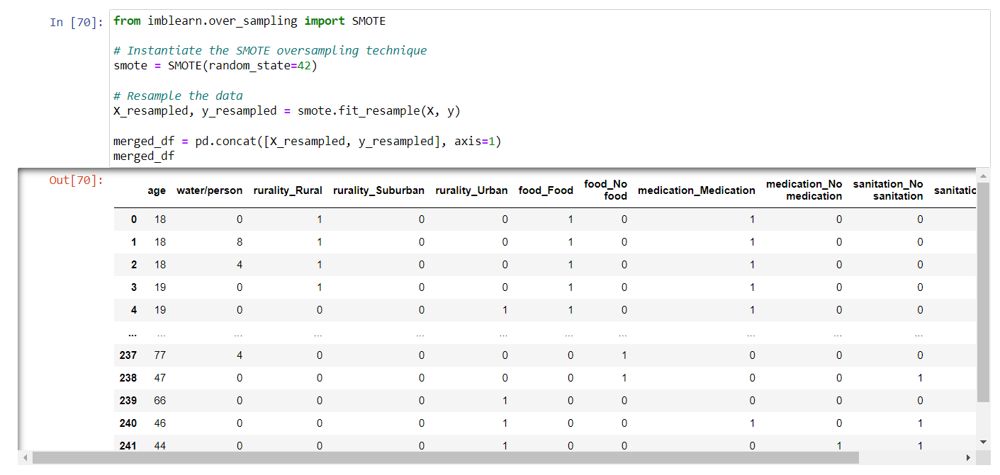 In [70]: from imblearn.over_sampling import SMOTE
# Instantiate the SMOTE oversampling technique
smote = SMOTE(random_state=42)
# Resample the data
X_resampled, y_resampled = smote.fit_resample(X, y)
merged_df = pd.concat([X_resampled, y_resampled], axis=1)
merged_df
Out[70]:
age water/person rurality_Rural rurality_Suburban rurality_Urban food_Food food_No food medication_Medication medication_No medication sanitation_No sanitation sanitatio
0 18 0 1 0 0 1 0 1 0 0
1 18 8 1 0 0 1 0 1 0 0
2 18 4 1 0 0 1 0 1 0 0
3 19 0 1 0 0 1 0 1 0 0
4 19 0 0 0 1 1 0 1 0 0
... ... ... ... ... ... ... ... ... ... ...
237 77 4 0 0 0 0 1 0 0 0
238 47 0 0 0 0 0 1 0 0 1
239 66 0 0 0 1 0 0 0 0 0
240 46 0 0 0 1 0 0 1 0 1
241 44 0 0 0 1 0 0 0 1 1